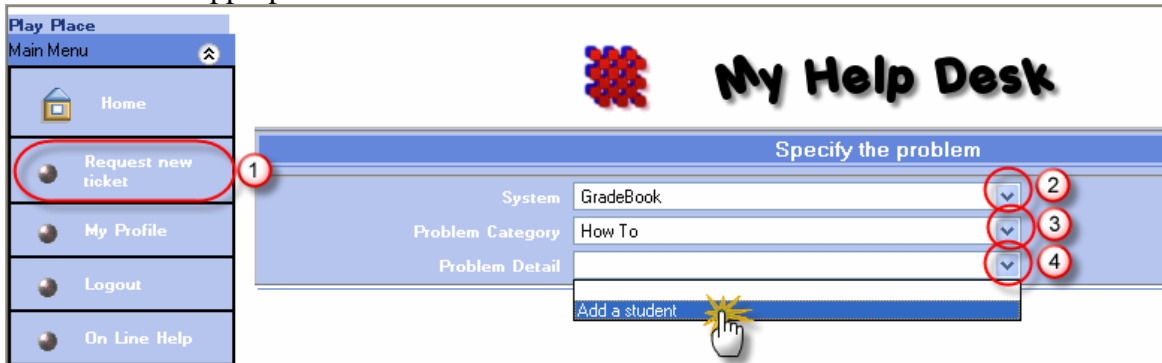 Play Place
Main Menu
Home
Request new
ticket
1
My Profile
Logout
On Line Help
My Help Desk
Specify the problem
System GradeBook 2
Problem Category How To 3
Problem Detail 4
Add a student